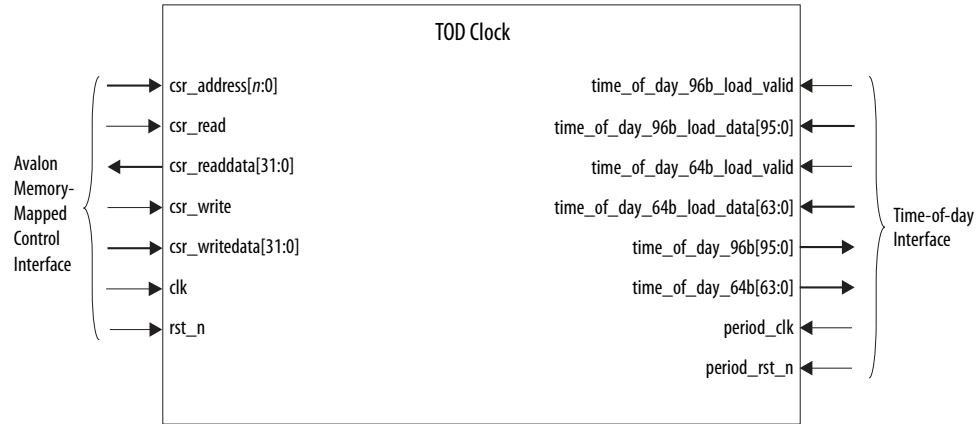 TOD Clock
Avalon
Memory-
Mapped
Control
Interface
csr_address[n:0]
csr_read
csr_readdata[31:0]
csr_write
csr_writedata[31:0]
clk
rst_n
time_of_day_96b_load_valid
time_of_day_96b_load_data[95:0]
time_of_day_64b_load_valid
time_of_day_64b_load_data[63:0]
time_of_day_96b[95:0]
time_of_day_64b[63:0]
period_clk
period_rst_n
Time-of-day
Interface